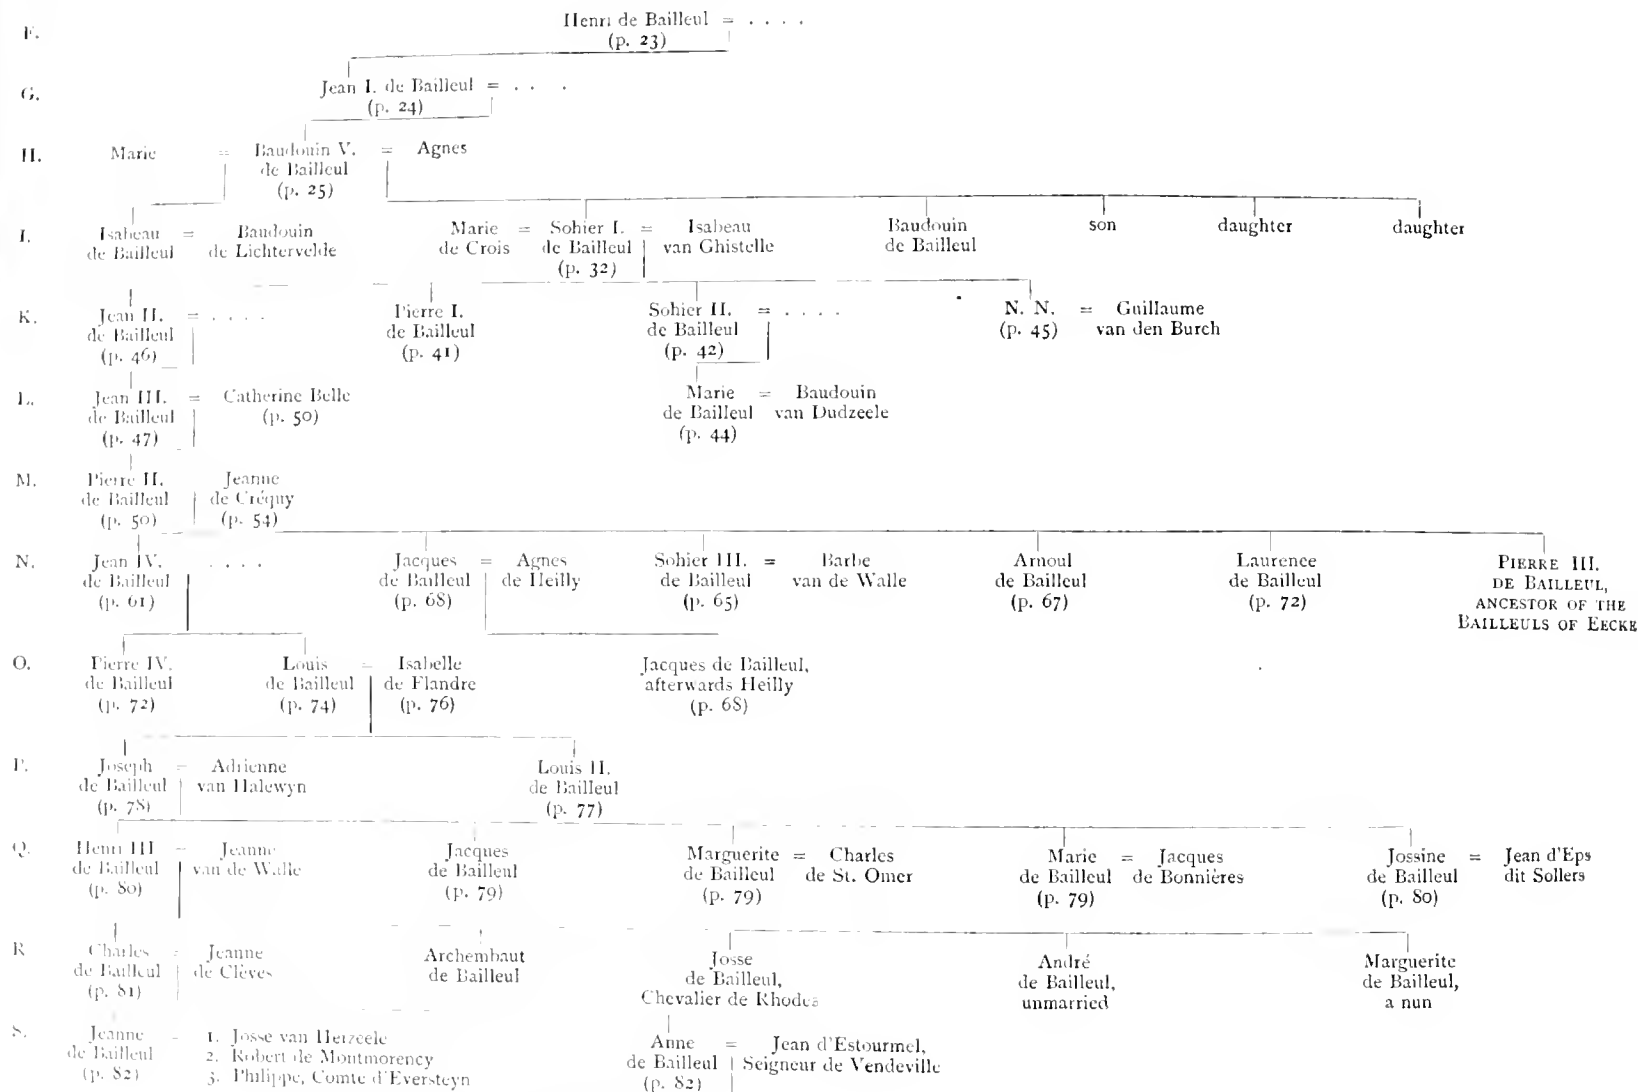 F.
Henri de Bailleul = . . . .
(p. 23)
G.
Jean I. de Bailleul = . . .
(p. 24)
H.
Marie = Baudouin V. = Agnes
de Bailleul
(p. 25)
I.
Isabeau = Baudouin
de Bailleul de Lichtervelde
Marie = Sohier I. = Isabeau
de Crois de Bailleul van Ghistelle
(p. 32)
Baudouin
de Bailleul
son
daughter
daughter
K.
Jean II. = . . . .
de Bailleul
(p. 46)
Pierre I.
de Bailleul
(p. 41)
Sohier II. = . . . .
de Bailleul
(p. 42)
N. N. = Guillaume
(p. 45) van den Burch
L.
Jean III. = Catherine Belle
de Bailleul (p. 50)
(p. 47)
Marie = Baudouin
de Bailleul van Dudzeele
(p. 44)
M.
Pierre II. Jeanne
de Bailleul de Créquy
(p. 50) (p. 54)
N.
Jean IV. . . . .
de Bailleul
(p. 61)
Jacques = Agnes
de Bailleul de Heilly
(p. 68)
Sohier III. = Barbe
de Bailleul van de Walle
(p. 65)
Arnoul
de Bailleul
(p. 67)
Laurence
de Bailleul
(p. 72)
PIERRE III.
DE BAILLEUL,
ANCESTOR OF THE
BAILLEULS OF EECKE
O.
Pierre IV.
de Bailleul
(p. 72)
Louis = Isabelle
de Bailleul de Flandre
(p. 74) (p. 76)
Jacques de Bailleul,
afterwards Heilly
(p. 68)
P.
Joseph = Adrienne
de Bailleul van Halewyn
(p. 78)
Louis II.
de Bailleul
(p. 77)
Q.
Henri III = Jeanne
de Bailleul van de Walle
(p. 80)
Jacques
de Bailleul
(p. 79)
Marguerite = Charles
de Bailleul de St. Omer
(p. 79)
Marie = Jacques
de Bailleul de Bonnières
(p. 79)
Jossine = Jean d'Eps
de Bailleul dit Sollers
(p. 80)
R
Charles = Jeanne
de Bailleul de Clèves
(p. 81)
Archembaut
de Bailleul
Josse
de Bailleul,
Chevalier de Rhodes
André
de Bailleul,
unmarried
Marguerite
de Bailleul,
a nun
S.
Jeanne = 1. Josse van Herzeele
de Bailleul 2. Robert de Montmorency
(p. 82) 3. Philippe, Comte d'Eversteyn
Anne = Jean d'Estourmel,
de Bailleul Seigneur de Vendeville
(p. 82)